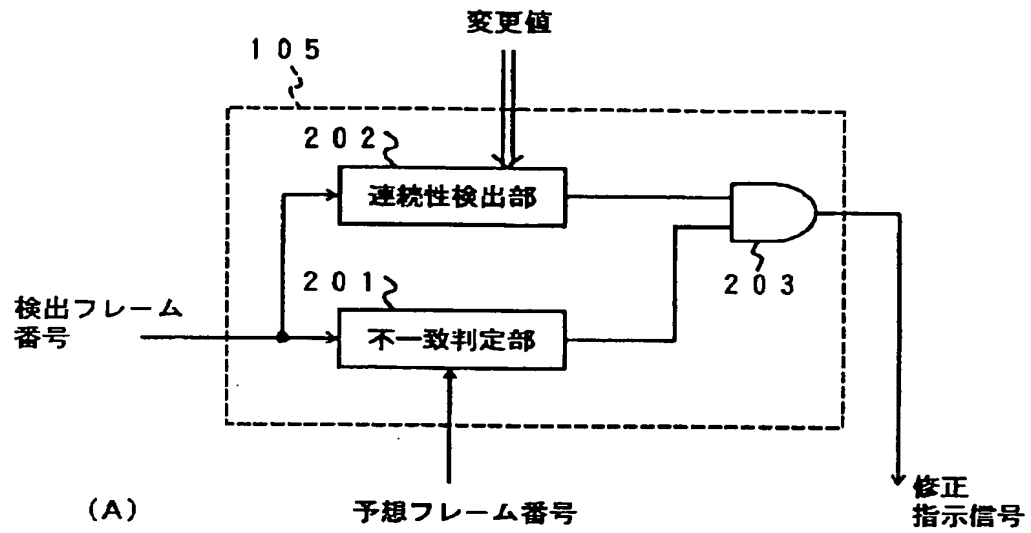 変更値
105
202
連続性検出部
203
201
検出フレーム
番号
不一致判定部
(A)
予想フレーム番号
修正
指示信号